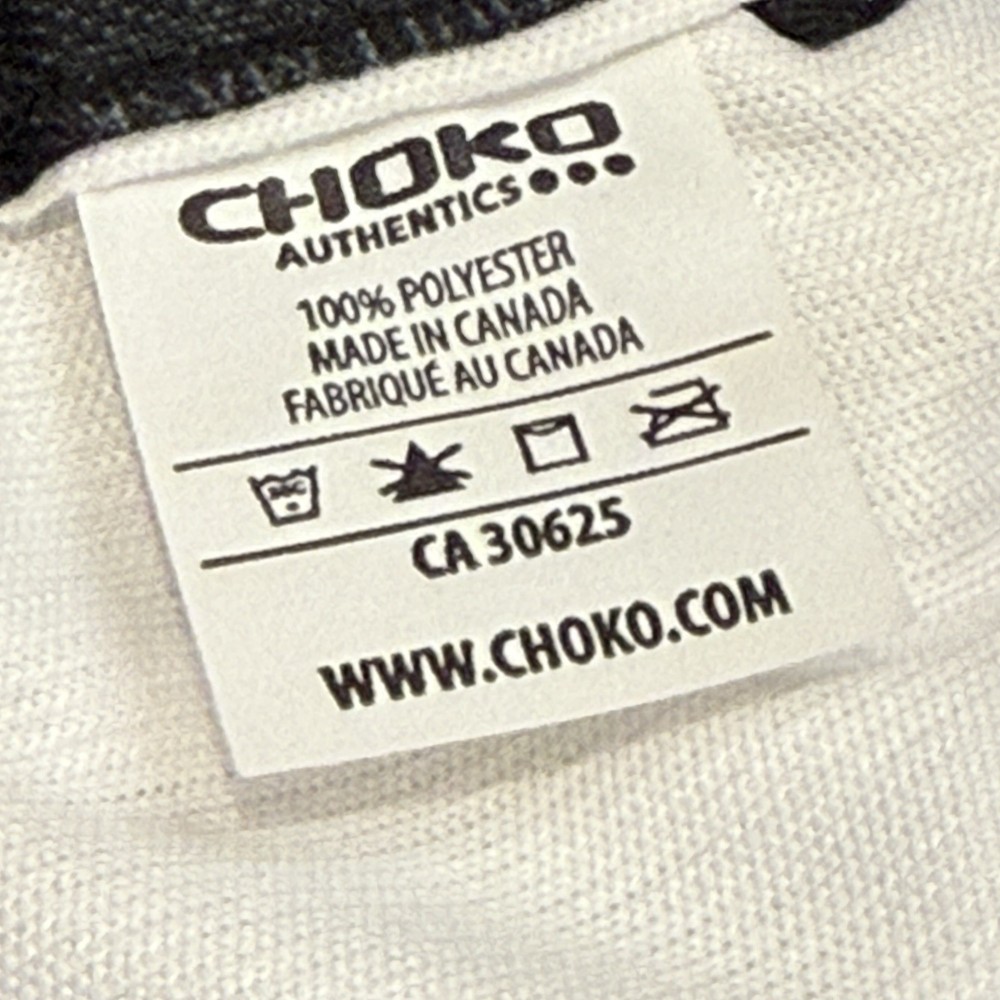 CHOKO
AUTHENTICS
100% POLYESTER
MADE IN CANADA
FABRIQUÉ AU CANADA
CA 30625
WWW.CHOKO.COM